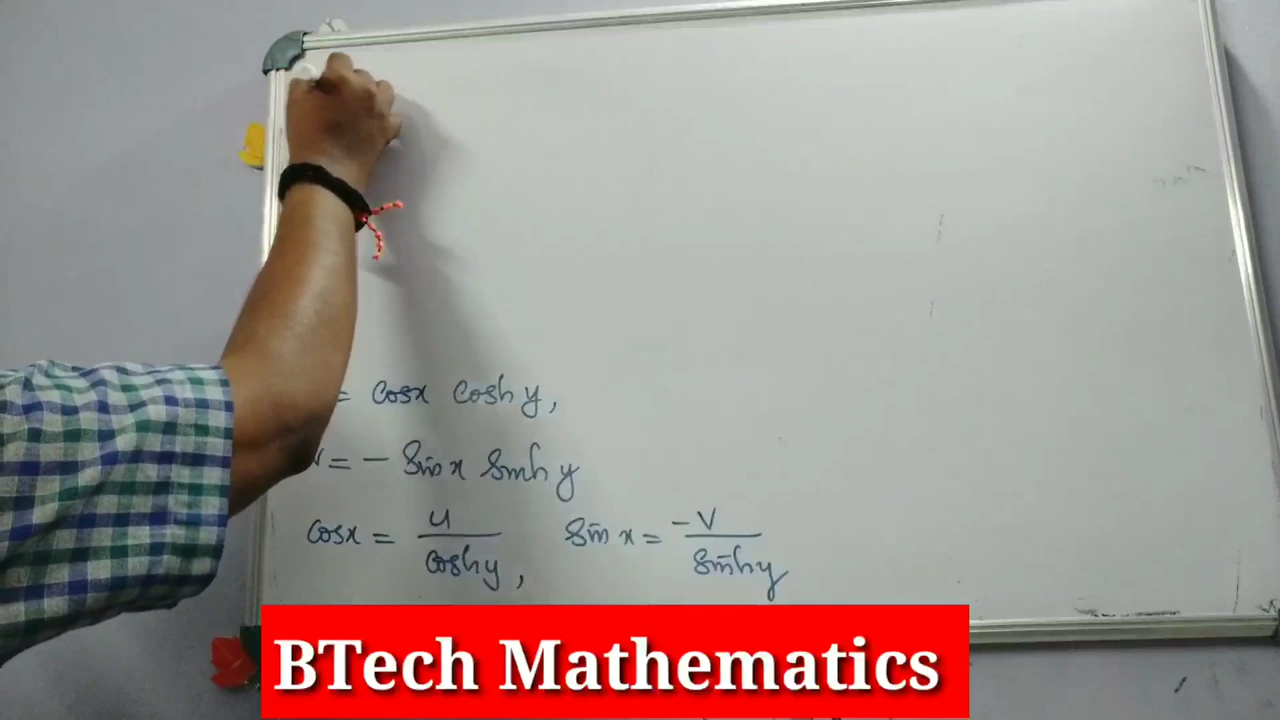 = cosx coshy,
v = - sinx sinhy
cosx = u/coshy, sinx = -v/sinhy
BTech Mathematics